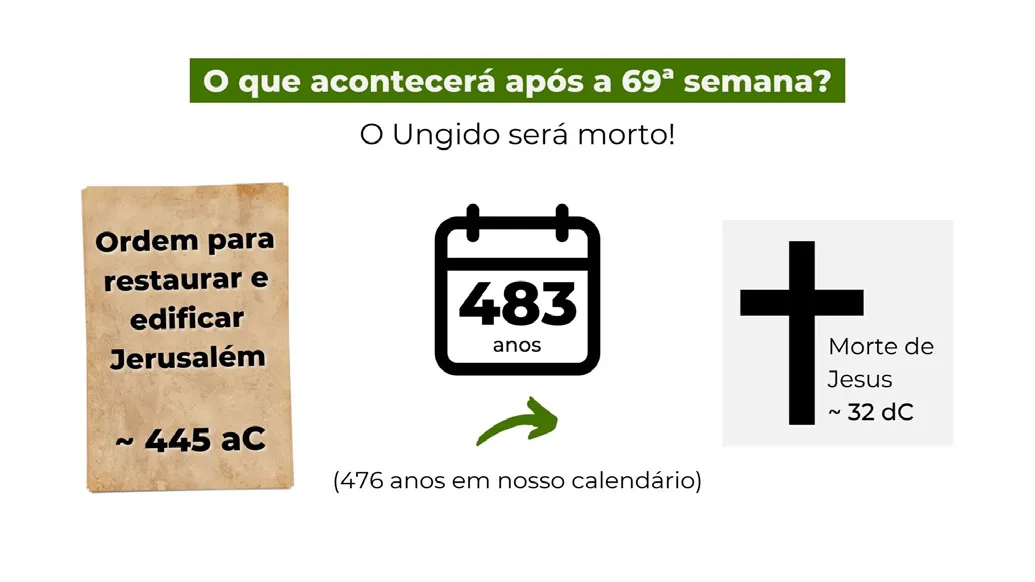 O que acontecerá após a 69ª semana?
O Ungido será morto!
Ordem para
restaurar e
edificar
Jerusalém
~ 445 aC
483
anos
(476 anos em nosso calendário)
Morte de
Jesus
~ 32 dC